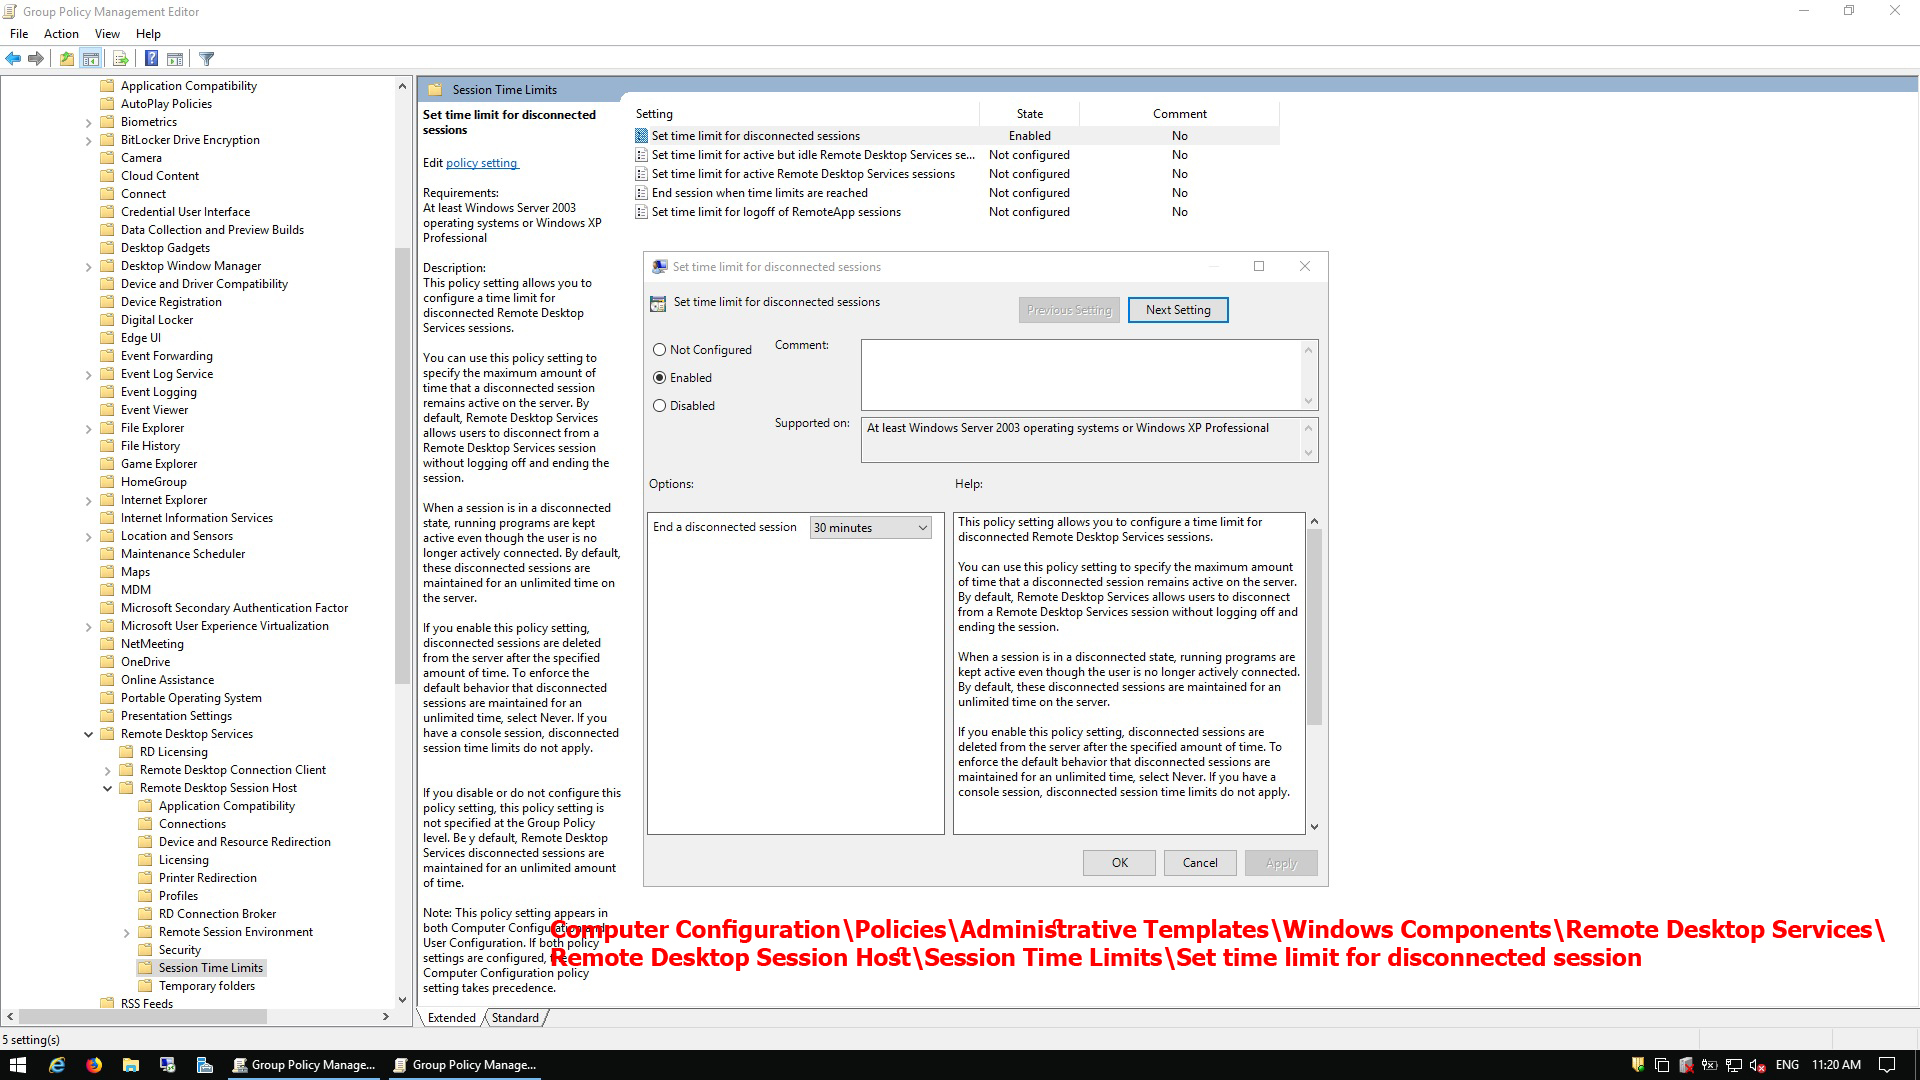 Group Policy Management Editor
File Action View Help
Application Compatibility
AutoPlay Policies
Biometrics
BitLocker Drive Encryption
Camera
Cloud Content
Connect
Credential User Interface
Data Collection and Preview Builds
Desktop Gadgets
Desktop Window Manager
Device and Driver Compatibility
Device Registration
Digital Locker
Edge UI
Event Forwarding
Event Log Service
Event Logging
Event Viewer
File Explorer
File History
Game Explorer
HomeGroup
Internet Explorer
Internet Information Services
Location and Sensors
Maintenance Scheduler
Maps
MDM
Microsoft Secondary Authentication Factor
Microsoft User Experience Virtualization
NetMeeting
OneDrive
Online Assistance
Portable Operating System
Presentation Settings
Remote Desktop Services
RD Licensing
Remote Desktop Connection Client
Remote Desktop Session Host
Application Compatibility
Connections
Device and Resource Redirection
Licensing
Printer Redirection
Profiles
RD Connection Broker
Remote Session Environment
Security
Session Time Limits
Temporary folders
RSS Feeds
Session Time Limits
Set time limit for disconnected
sessions
Edit policy setting
Requirements:
At least Windows Server 2003
operating systems or Windows XP
Professional
Description:
This policy setting allows you to
configure a time limit for
disconnected Remote Desktop
Services sessions.
You can use this policy setting to
specify the maximum amount of
time that a disconnected session
remains active on the server. By
default, Remote Desktop Services
allows users to disconnect from a
Remote Desktop Services session
without logging off and ending the
session.
When a session is in a disconnected
state, running programs are kept
active even though the user is no
longer actively connected. By default,
these disconnected sessions are
maintained for an unlimited time on
the server.
If you enable this policy setting,
disconnected sessions are deleted
from the server after the specified
amount of time. To enforce the
default behavior that disconnected
sessions are maintained for an
unlimited time, select Never. If you
have a console session, disconnected
session time limits do not apply.
If you disable or do not configure this
policy setting, this policy setting is
not specified at the Group Policy
level. Be y default, Remote Desktop
Services disconnected sessions are
maintained for an unlimited amount
of time.
Note: This policy setting appears in
both Computer Configuration and
User Configuration. If both policy
settings are configured, the
Computer Configuration policy
setting takes precedence.
Setting State Comment
Set time limit for disconnected sessions Enabled No
Set time limit for active but idle Remote Desktop Services se... Not configured No
Set time limit for active Remote Desktop Services sessions Not configured No
End session when time limits are reached Not configured No
Set time limit for logoff of RemoteApp sessions Not configured No
Set time limit for disconnected sessions
Set time limit for disconnected sessions
Previous Setting Next Setting
Not Configured
Enabled
Disabled
Comment:
Supported on:
At least Windows Server 2003 operating systems or Windows XP Professional
Options:
Help:
End a disconnected session 30 minutes
This policy setting allows you to configure a time limit for
disconnected Remote Desktop Services sessions.
You can use this policy setting to specify the maximum amount
of time that a disconnected session remains active on the server.
By default, Remote Desktop Services allows users to disconnect
from a Remote Desktop Services session without logging off and
ending the session.
When a session is in a disconnected state, running programs are
kept active even though the user is no longer actively connected.
By default, these disconnected sessions are maintained for an
unlimited time on the server.
If you enable this policy setting, disconnected sessions are
deleted from the server after the specified amount of time. To
enforce the default behavior that disconnected sessions are
maintained for an unlimited time, select Never. If you have a
console session, disconnected session time limits do not apply.
OK Cancel Apply
Computer Configuration\Policies\Administrative Templates\Windows Components\Remote Desktop Services\
Remote Desktop Session Host\Session Time Limits\Set time limit for disconnected session
Extended Standard
5 setting(s)
Group Policy Manage... Group Policy Manage... ENG 11:20 AM